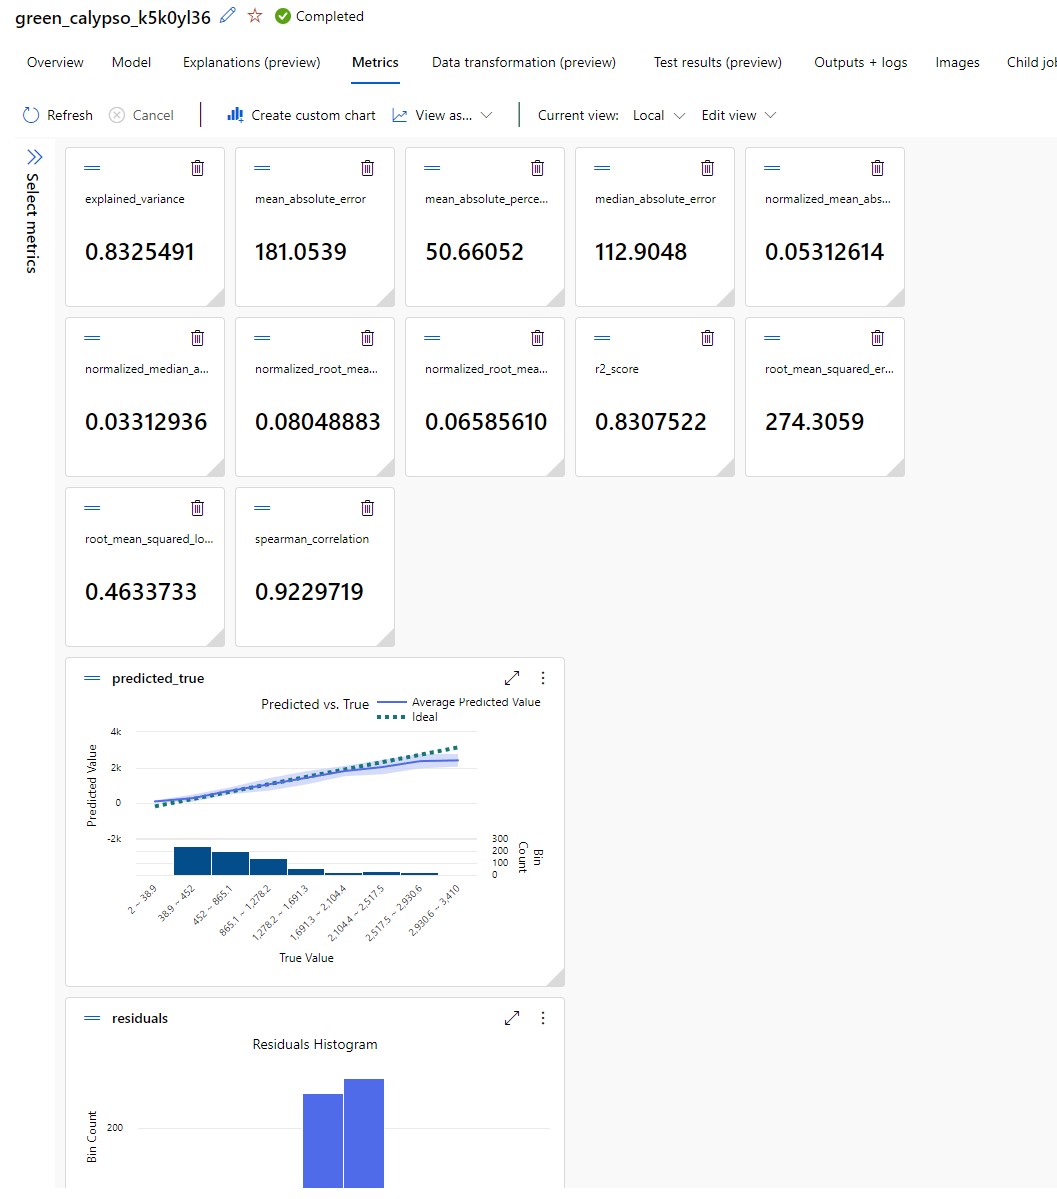 green_calypso_k5k0yl36 Completed
Overview Model Explanations (preview) Metrics Data transformation (preview) Test results (preview) Outputs + logs Images Child jo
Refresh Cancel Create custom chart View as... Current view: Local Edit view
Select metrics
explained_variance
0.8325491
mean_absolute_error
181.0539
mean_absolute_perce...
50.66052
median_absolute_error
112.9048
normalized_mean_abs...
0.05312614
normalized_median_a...
0.03312936
normalized_root_mea...
0.08048883
normalized_root_mea...
0.06585610
r2_score
0.8307522
root_mean_squared_er...
274.3059
root_mean_squared_lo...
0.4633733
spearman_correlation
0.9229719
predicted_true
Predicted vs. True
Average Predicted Value
Ideal
Predicted Value
4k
2k
0
-2k
300
200
100
0
Bin
Count
2 ~ 38.9
38.9 ~ 452
452 ~ 865.1
865.1 ~ 1,278.2
1,278.2 ~ 1,691.3
1,691.3 ~ 2,104.4
2,104.4 ~ 2,517.5
2,517.5 ~ 2,930.6
2,930.6 ~ 3,410
True Value
residuals
Residuals Histogram
Bin Count
200